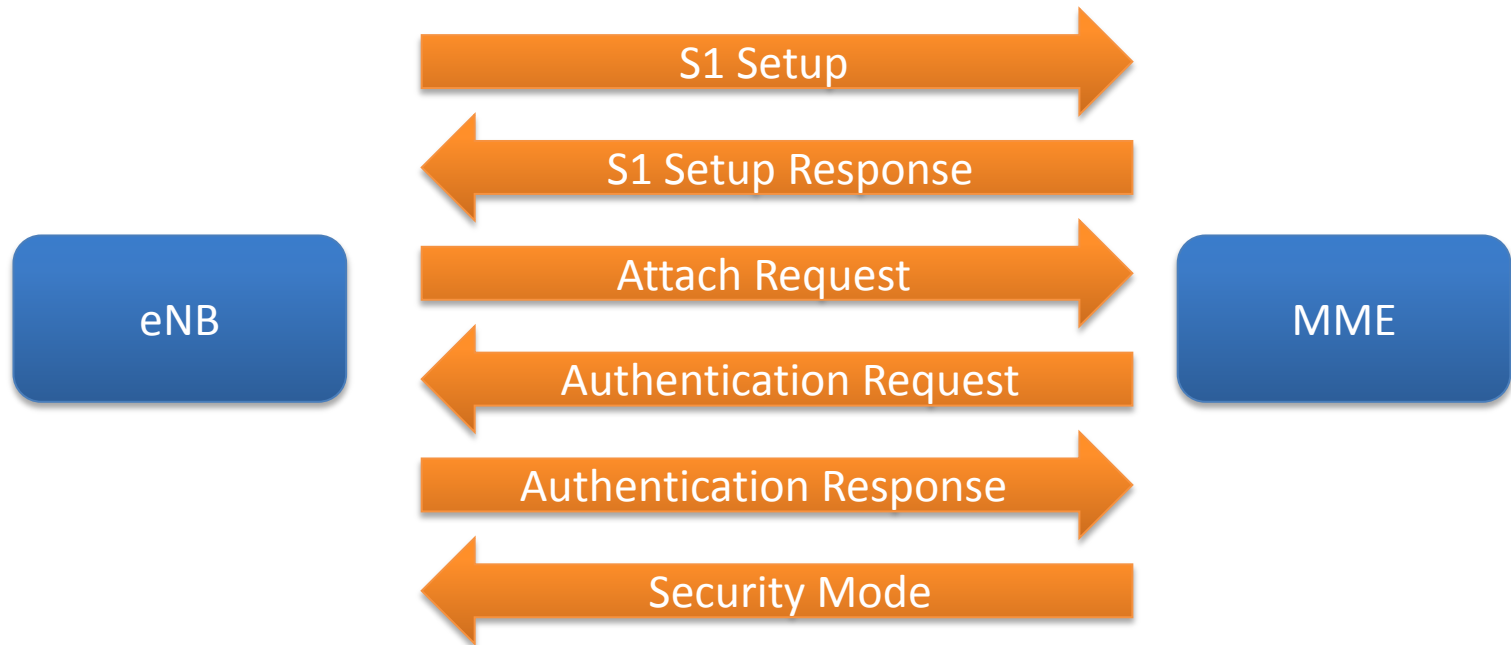 S1 Setup
S1 Setup Response
Attach Request
eNB
MME
Authentication Request
Authentication Response
Security Mode